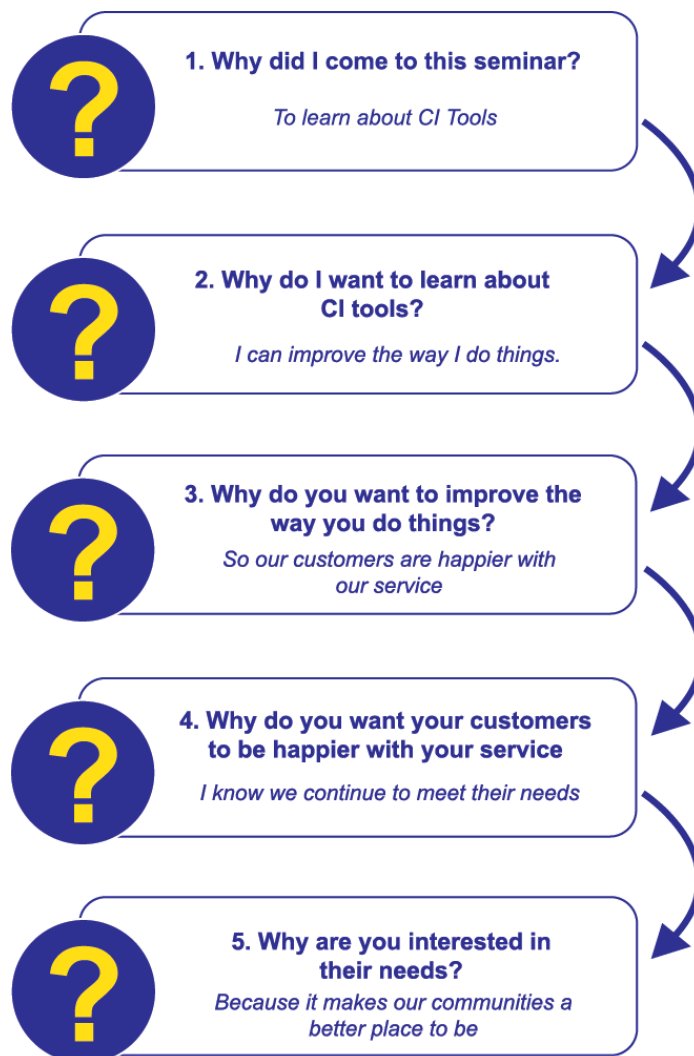 1. Why did I come to this seminar?
To learn about CI Tools
2. Why do I want to learn about
CI tools?
I can improve the way I do things.
3. Why do you want to improve the
way you do things?
So our customers are happier with
our service
4. Why do you want your customers
to be happier with your service
I know we continue to meet their needs
5. Why are you interested in
their needs?
Because it makes our communities a
better place to be